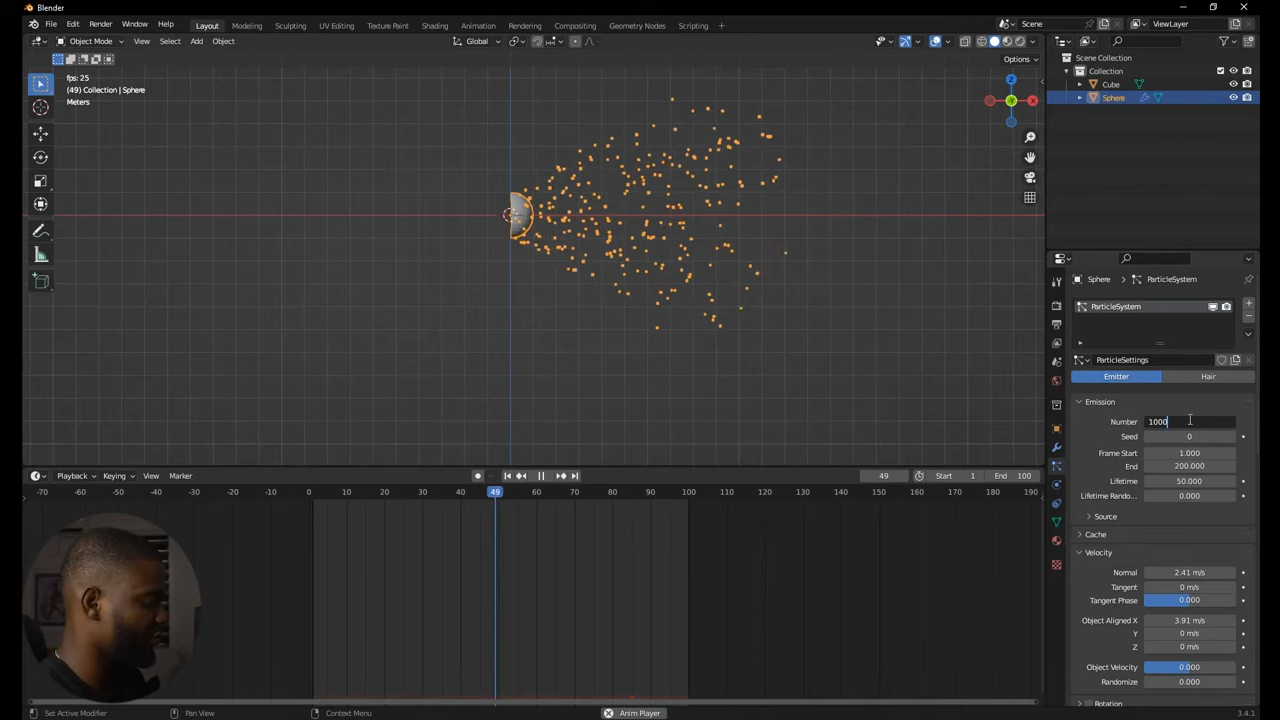 Blender
File Edit Render Window Help
Layout Modeling Sculpting UV Editing Texture Paint Shading Animation Rendering Compositing Geometry Nodes Scripting +
Scene
ViewLayer
Object Mode View Select Add Object
Global
Options
fps: 25
(49) Collection | Sphere
Meters
Z
Y
X
Scene Collection
Collection
Cube
Sphere
Sphere > ParticleSystem
ParticleSystem
ParticleSettings
Emitter Hair
Emission
Number 1000
Seed 0
Frame Start 1.000
End 200.000
Lifetime 50.000
Lifetime Rando... 0.000
Source
Cache
Velocity
Normal 2.41 m/s
Tangent 0 m/s
Tangent Phase 0.000
Object Aligned X 3.91 m/s
Y 0 m/s
Z 0 m/s
Object Velocity 0.000
Randomize 0.000
Rotation
Playback Keying View Marker
49 Start 1 End 100
-70 -60 -50 -40 -30 -20 -10 0 10 20 30 40 49 60 70 80 90 100 110 120 130 140 150 160 170 180 190 200 210 220 230 240 250
Set Active Modifier Pan View Context Menu Anim Player 3.4.1